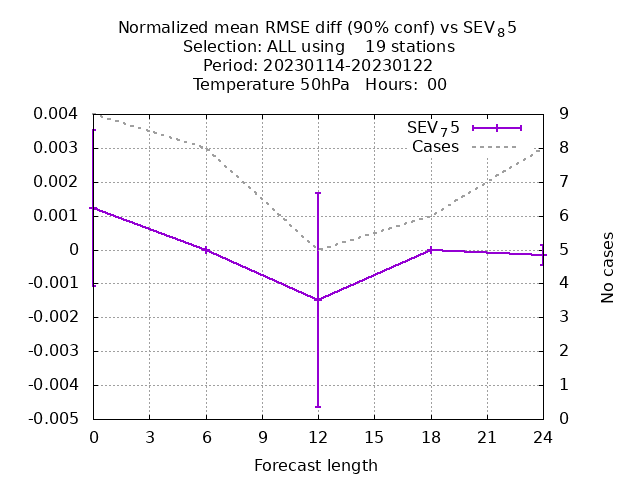 Normalized mean RMSE diff (90% conf) vs SEV₈5
Selection: ALL using 19 stations
Period: 20230114-20230122
Temperature 50hPa Hours: 00
SEV₇5
Cases
0.004
0.003
0.002
0.001
0
-0.001
-0.002
-0.003
-0.004
-0.005
9
8
7
6
5
4
3
2
1
0
No cases
0 3 6 9 12 15 18 21 24
Forecast length